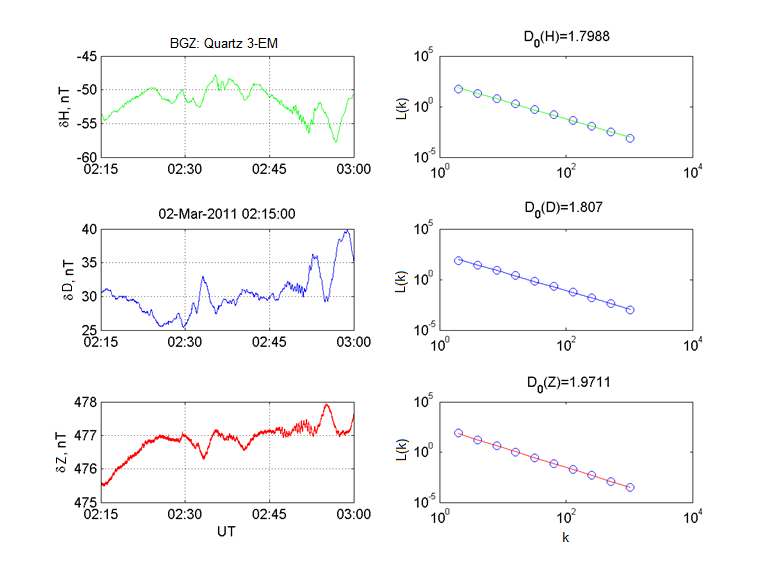 BGZ: Quartz 3-EM
-45
-50
-55
-60
δH, nT
02:15 02:30 02:45 03:00
D0(H)=1.7988
10^5
10^0
10^-5
L(k)
10^0 10^2 10^4
02-Mar-2011 02:15:00
40
35
30
25
δD, nT
02:15 02:30 02:45 03:00
D0(D)=1.807
10^5
10^0
10^-5
L(k)
10^0 10^2 10^4
478
477
476
475
δZ, nT
02:15 02:30 02:45 03:00
UT
D0(Z)=1.9711
10^5
10^0
10^-5
L(k)
10^0 10^2 10^4
k